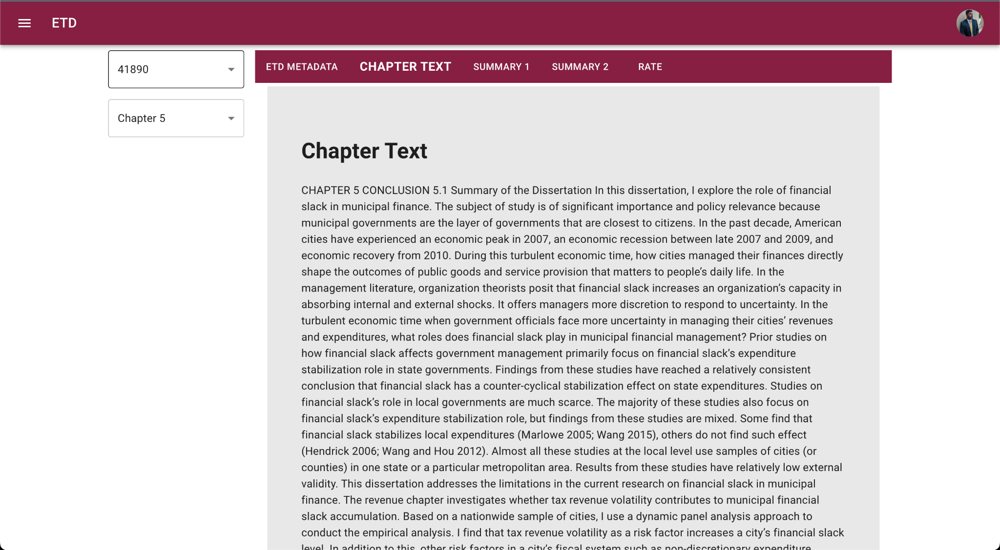 ETD
41890
Chapter 5
ETD METADATA CHAPTER TEXT SUMMARY 1 SUMMARY 2 RATE
Chapter Text
CHAPTER 5 CONCLUSION 5.1 Summary of the Dissertation In this dissertation, I explore the role of financial
slack in municipal finance. The subject of study is of significant importance and policy relevance because
municipal governments are the layer of governments that are closest to citizens. In the past decade, American
cities have experienced an economic peak in 2007, an economic recession between late 2007 and 2009, and
economic recovery from 2010. During this turbulent economic time, how cities managed their finances directly
shape the outcomes of public goods and service provision that matters to people’s daily life. In the
management literature, organization theorists posit that financial slack increases an organization’s capacity in
absorbing internal and external shocks. It offers managers more discretion to respond to uncertainty. In the
turbulent economic time when government officials face more uncertainty in managing their cities’ revenues
and expenditures, what roles does financial slack play in municipal financial management? Prior studies on
how financial slack affects government management primarily focus on financial slack’s expenditure
stabilization role in state governments. Findings from these studies have reached a relatively consistent
conclusion that financial slack has a counter-cyclical stabilization effect on state expenditures. Studies on
financial slack’s role in local governments are much scarce. The majority of these studies also focus on
financial slack’s expenditure stabilization role, but findings from these studies are mixed. Some find that
financial slack stabilizes local expenditures (Marlowe 2005; Wang 2015), others do not find such effect
(Hendrick 2006; Wang and Hou 2012). Almost all these studies at the local level use samples of cities (or
counties) in one state or a particular metropolitan area. Results from these studies have relatively low external
validity. This dissertation addresses the limitations in the current research on financial slack in municipal
finance. The revenue chapter investigates whether tax revenue volatility contributes to municipal financial
slack accumulation. Based on a nationwide sample of cities, I use a dynamic panel analysis approach to
conduct the empirical analysis. I find that tax revenue volatility as a risk factor increases a city’s financial slack
level. In addition to this, other risk factors in a city’s fiscal system such as non-discretionary expenditure